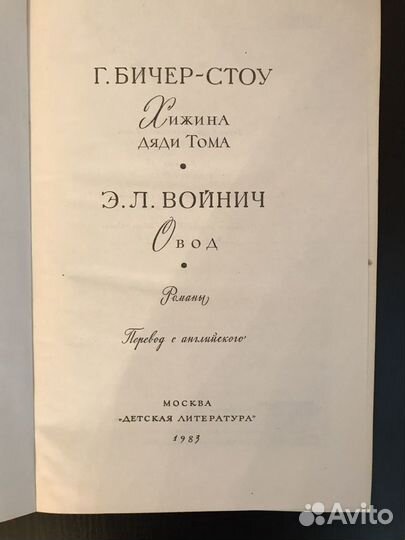 Г. БИЧЕР-СТОУ
Хижина
дяди Тома
•
Э. Л. ВОЙНИЧ
Овод
•
Романы
Перевод с английского
МОСКВА
"ДЕТСКАЯ ЛИТЕРАТУРА"
1983
Avito